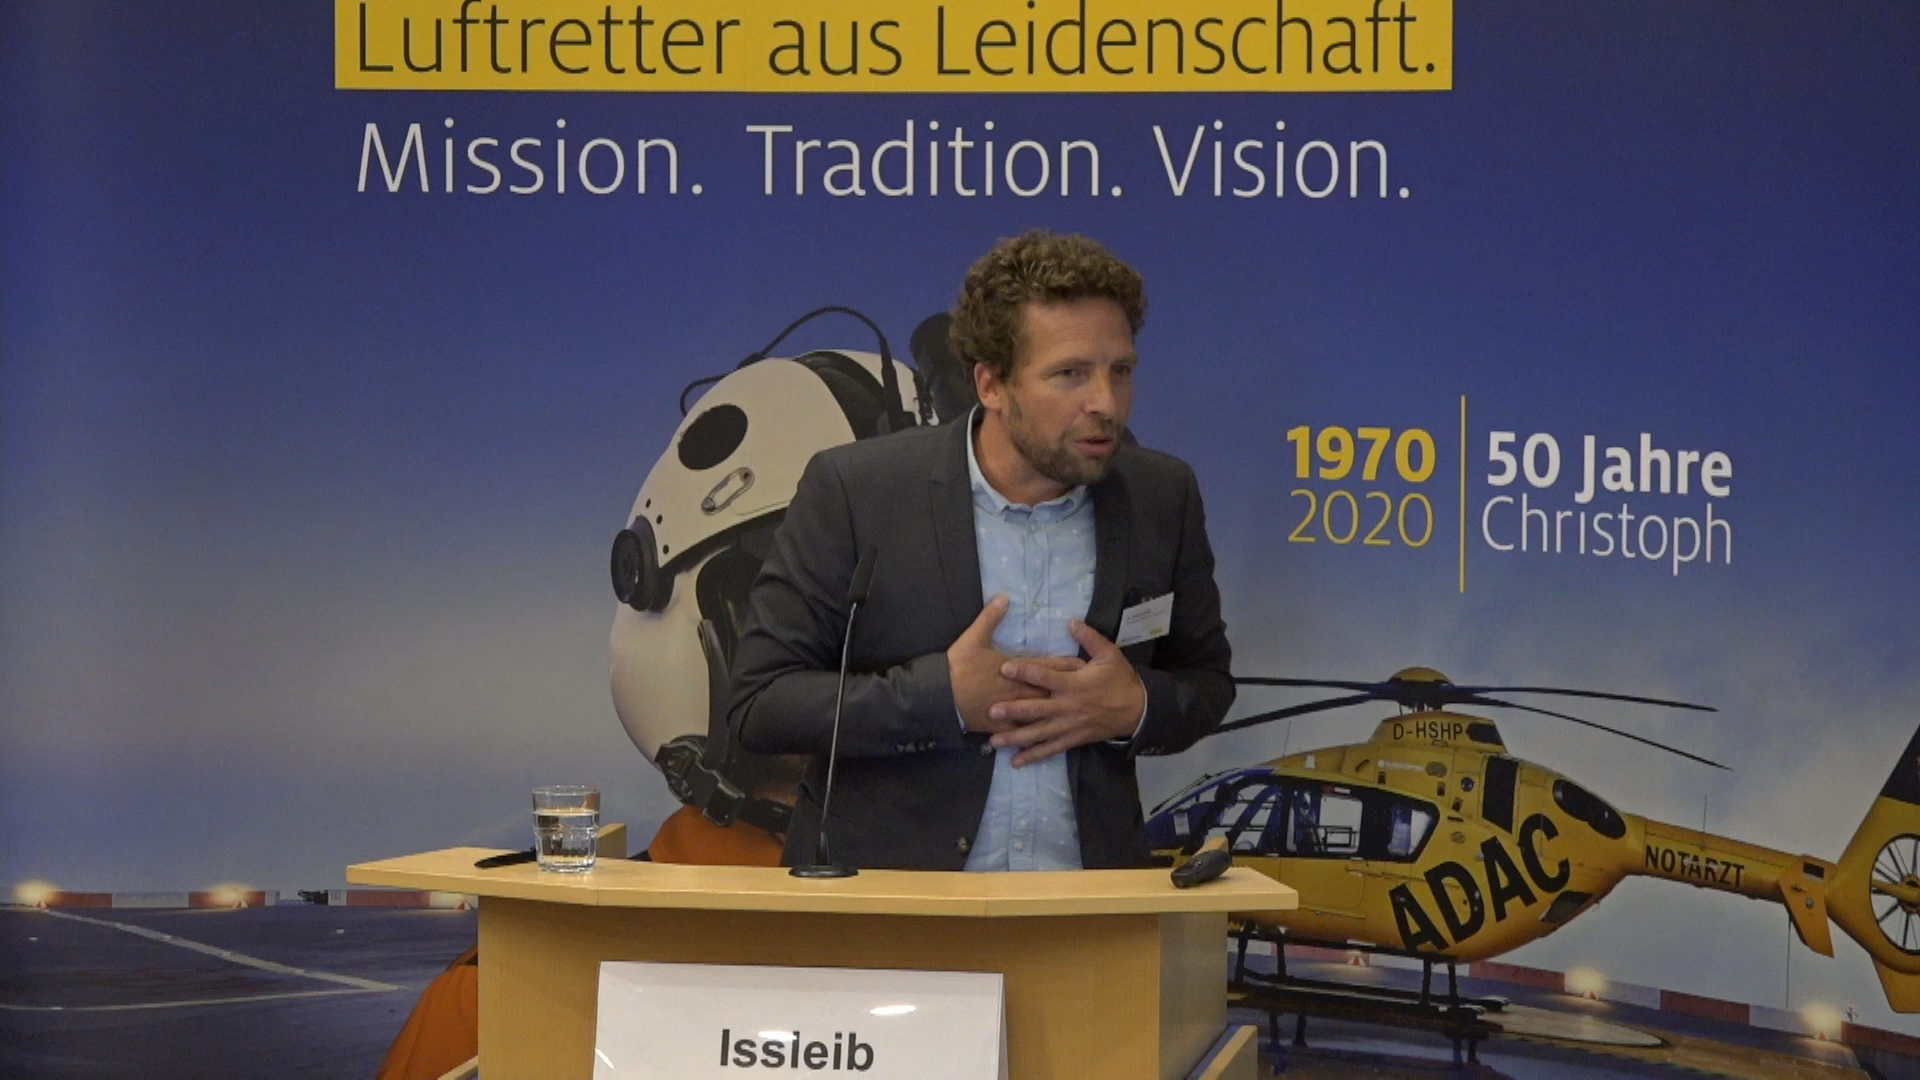 Luftretter aus Leidenschaft.
Mission. Tradition. Vision.
1970
2020
50 Jahre
Christoph
D-HSHP
ADAC
NOTARZT
Issleib